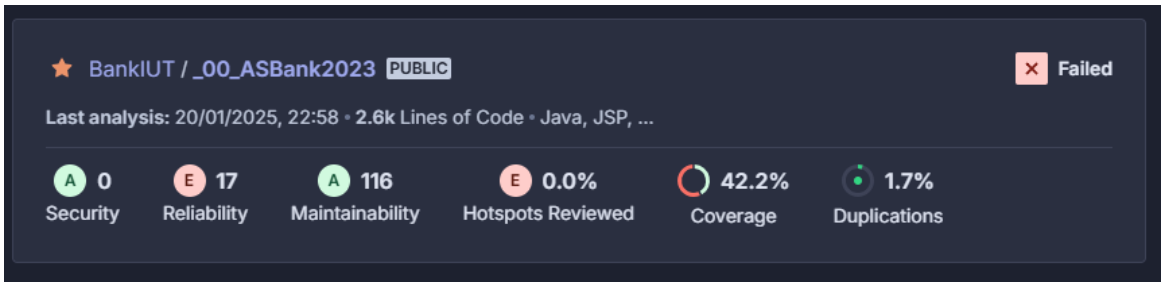 BankIUT / _00_ASBank2023 PUBLIC
Failed
Last analysis: 20/01/2025, 22:58 • 2.6k Lines of Code • Java, JSP, ...
A 0
Security
E 17
Reliability
A 116
Maintainability
E 0.0%
Hotspots Reviewed
42.2%
Coverage
1.7%
Duplications